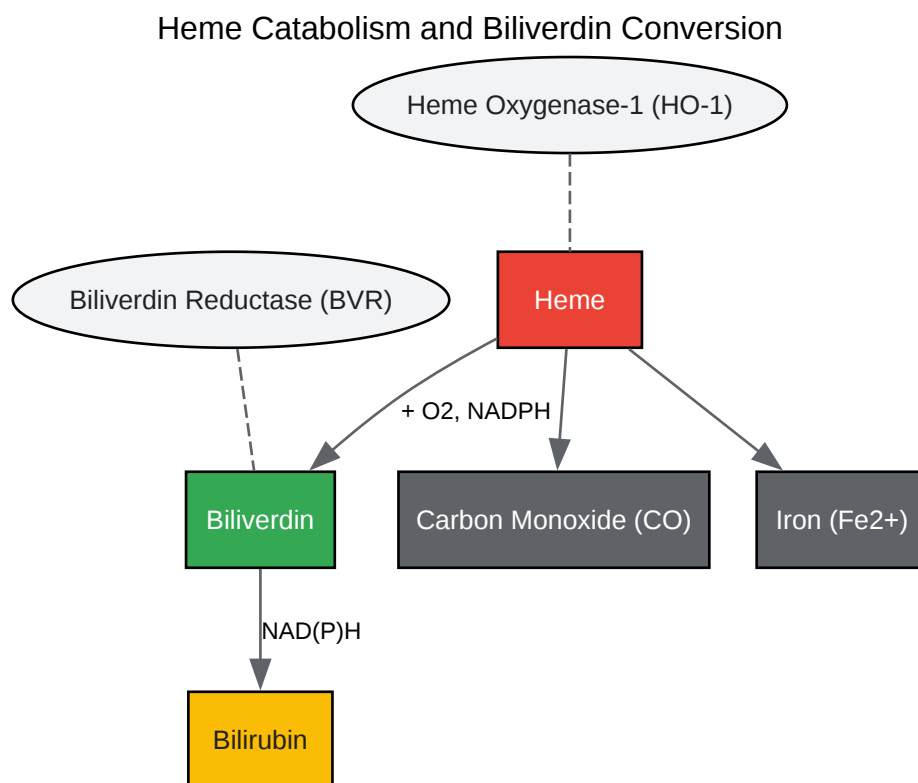 Heme Catabolism and Biliverdin Conversion
Heme Oxygenase-1 (HO-1)
Biliverdin Reductase (BVR)
Heme
+ O2, NADPH
Biliverdin
Carbon Monoxide (CO)
Iron (Fe2+)
NAD(P)H
Bilirubin